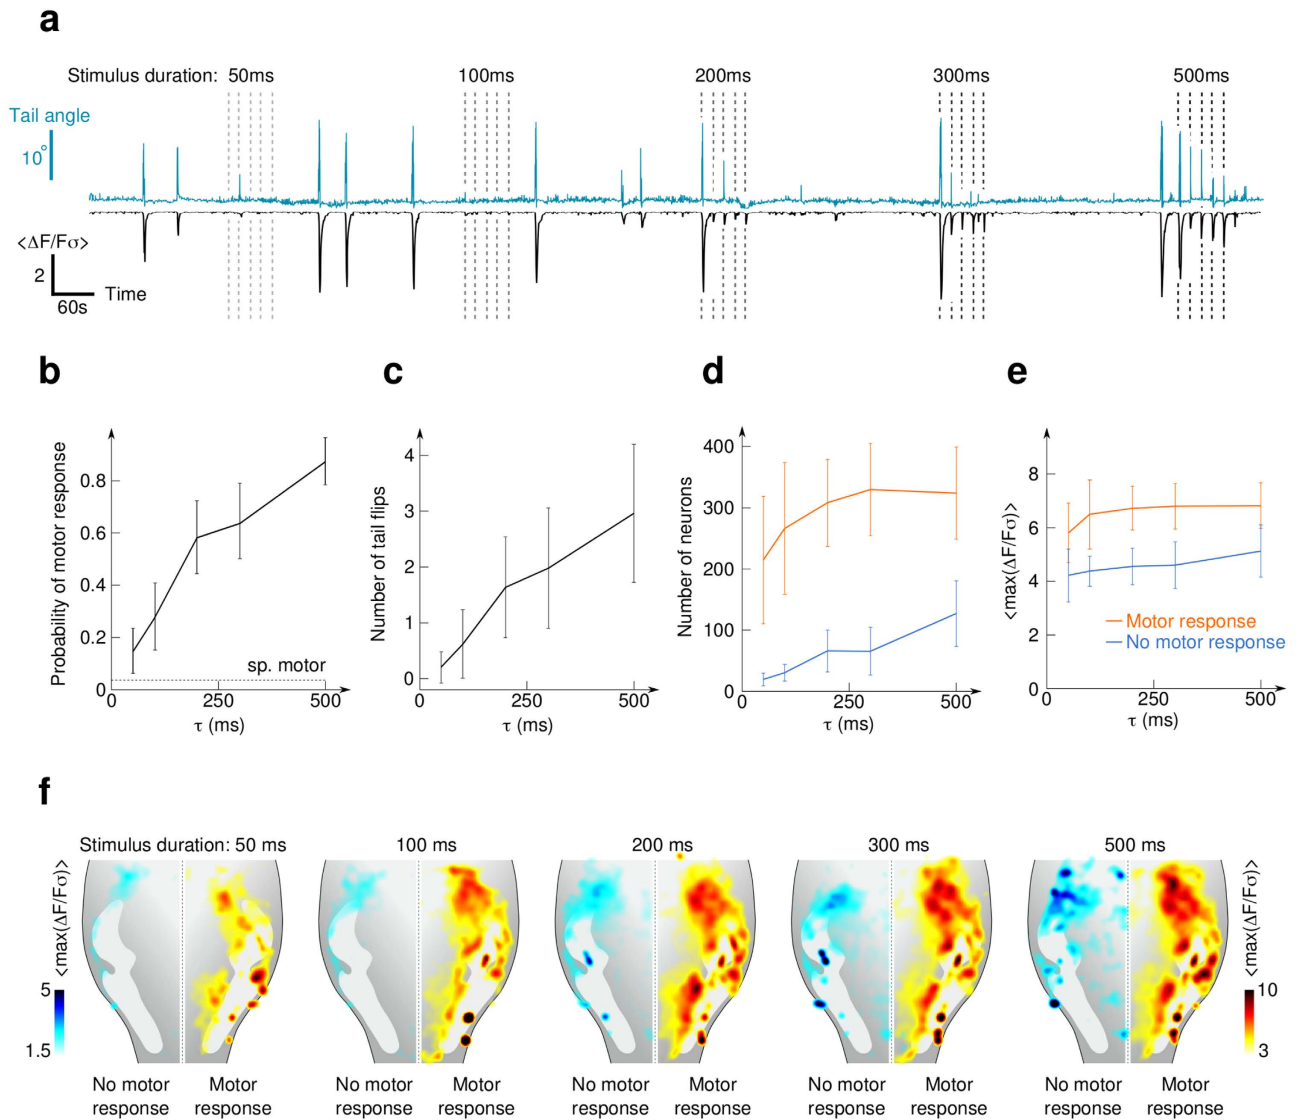 a
Stimulus duration: 50ms 100ms 200ms 300ms 500ms
Tail angle
10°
<ΔF/Fσ>
2
Time
60s
b c d e
Probability of motor response
0.8
0.6
0.4
0.2
0
sp. motor
0 250 500
τ (ms)
Number of tail flips
4
3
2
1
0
0 250 500
τ (ms)
Number of neurons
400
300
200
100
0
0 250 500
τ (ms)
<max(ΔF/Fσ)>
8
6
4
2
0
Motor response
No motor response
0 250 500
τ (ms)
f
Stimulus duration: 50 ms 100 ms 200 ms 300 ms 500 ms
<max(ΔF/Fσ)>
5
1.5
<max(ΔF/Fσ)>
10
3
No motor Motor No motor Motor No motor Motor No motor Motor No motor Motor
response response response response response response response response response response